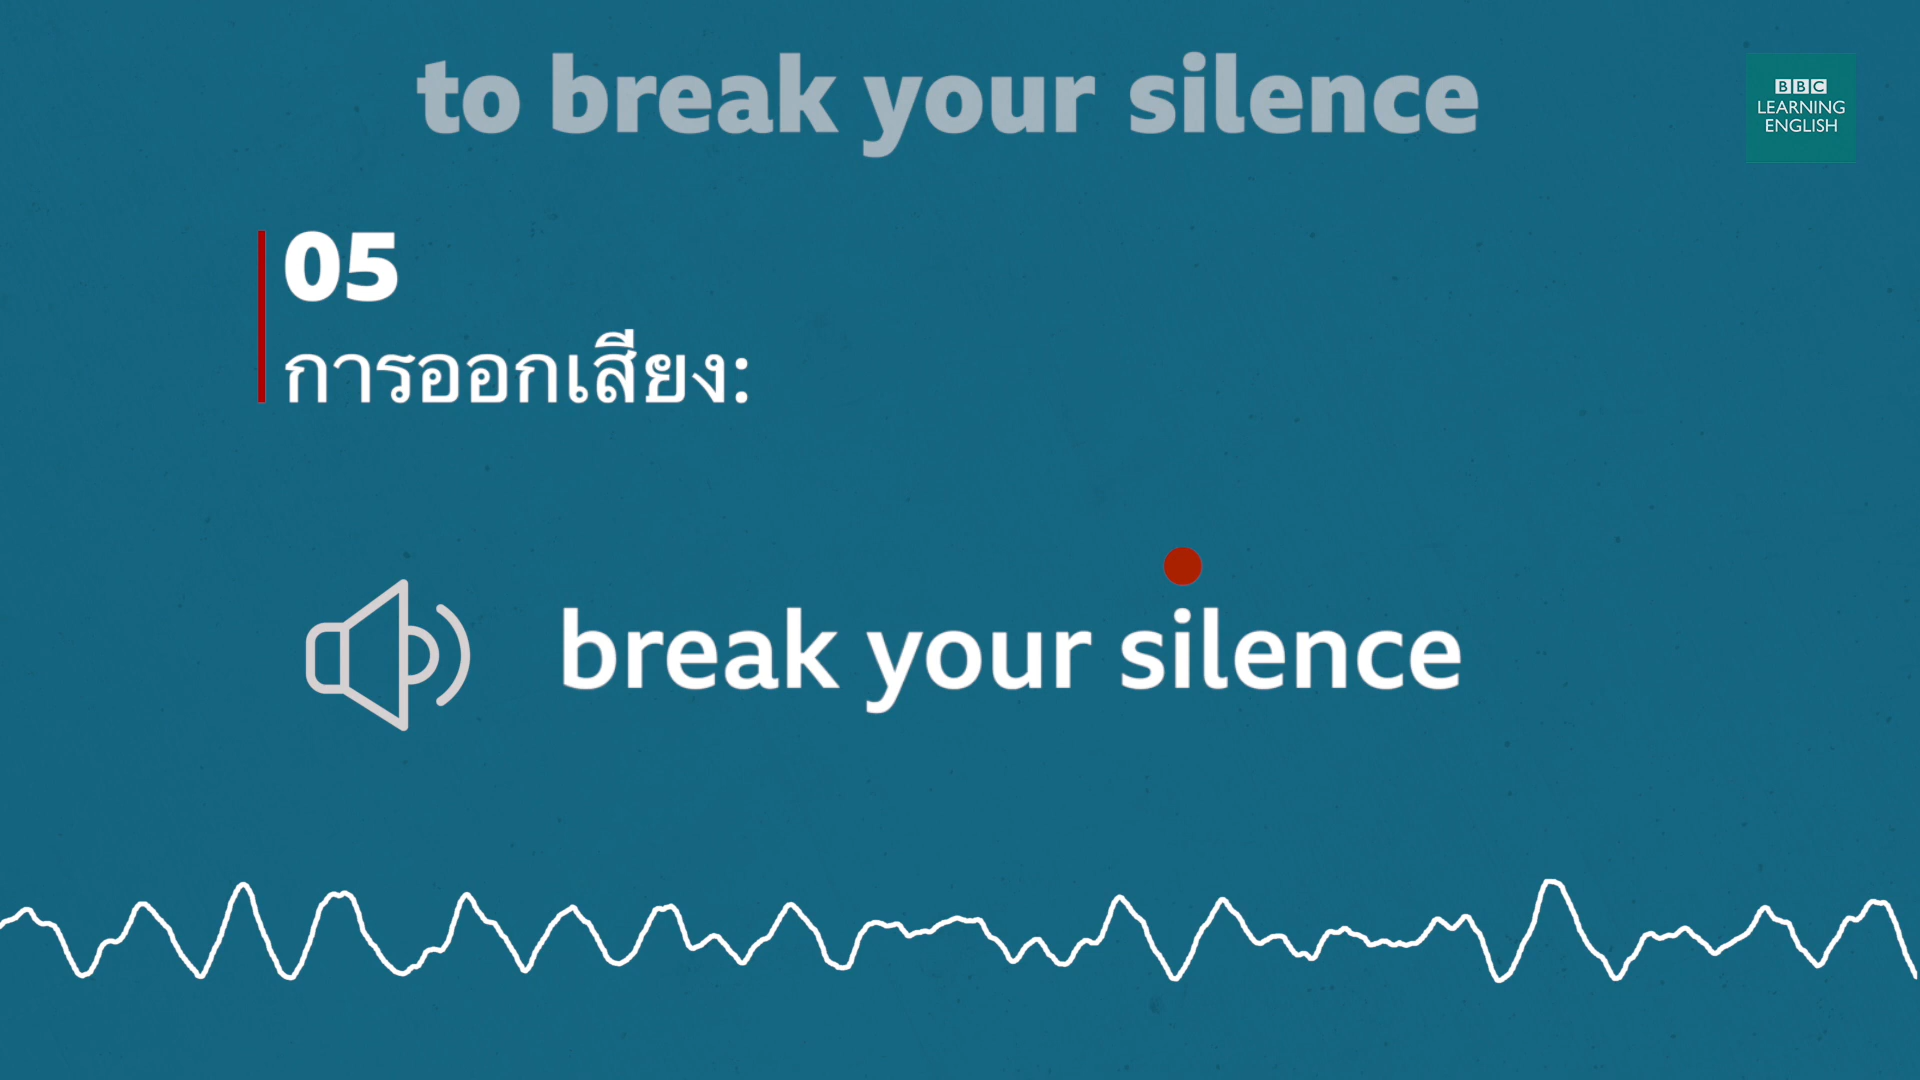 to break your silence
BBC
LEARNING
ENGLISH
05
การออกเสียง:
break your silence